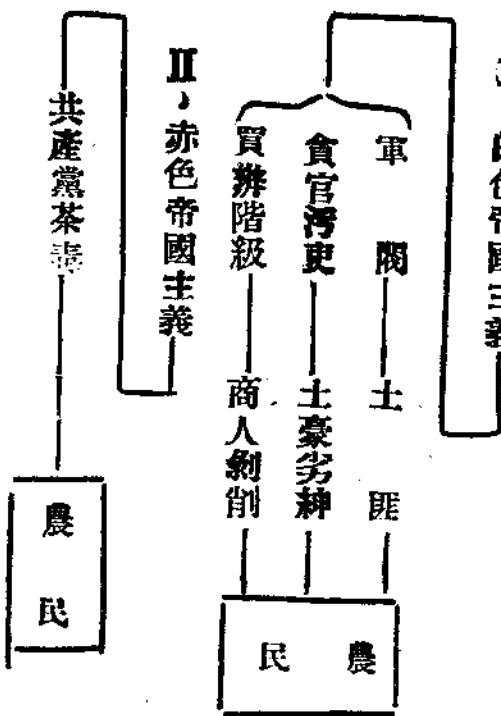 白色帝國主義
軍閥
土匪
貪官污吏
土豪劣紳
買辦階級
商人剝削
農民
II、赤色帝國主義
共產黨荼毒
農民